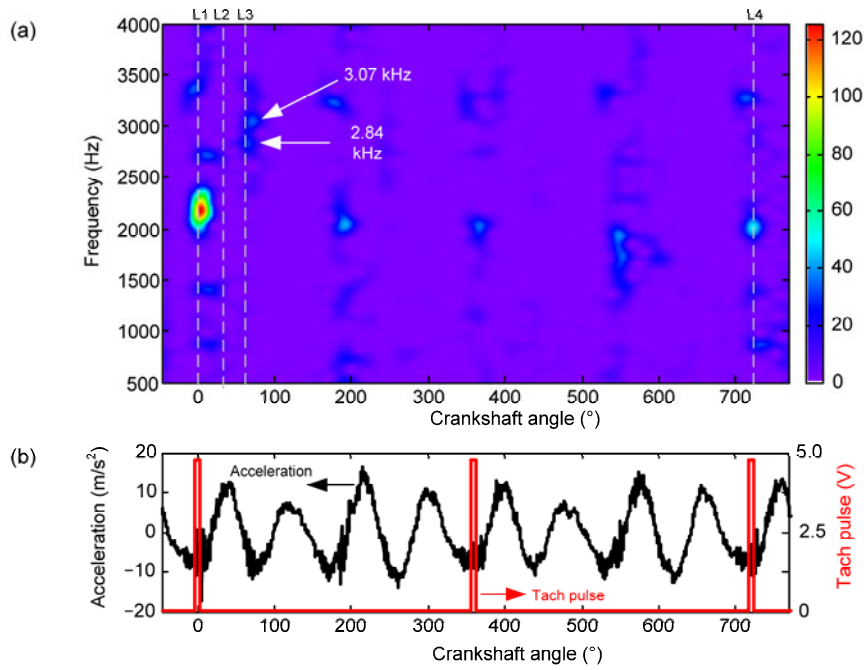 L1 L2 L3 L4
(a)
4000
3500
3000
2500
2000
1500
1000
500
Frequency (Hz)
3.07 kHz
2.84
kHz
120
100
80
60
40
20
0
0 100 200 300 400 500 600 700
Crankshaft angle (°)
(b)
20
10
0
−10
−20
Acceleration (m/s²)
Acceleration
Tach pulse
5.0
2.5
0
Tach pulse (V)
0 100 200 300 400 500 600 700
Crankshaft angle (°)